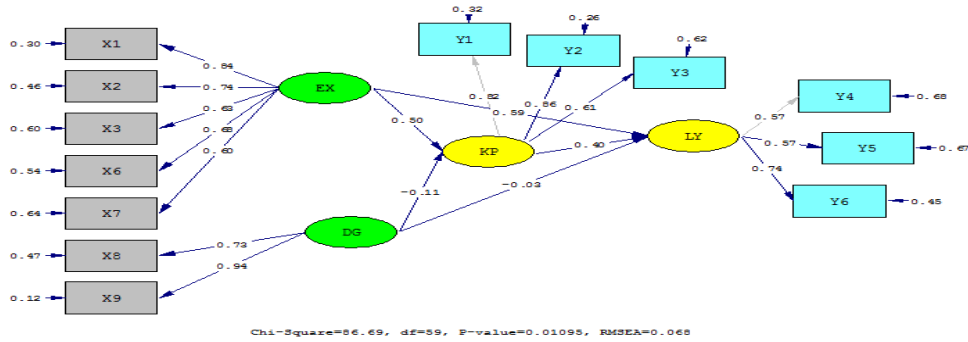 0.32
0.26
0.30
X1
Y1
Y2
0.62
0.84
Y3
0.46
X2
0.74
EX
0.82
0.86
0.61
Y4
0.68
0.63
0.59
0.57
0.60
X3
0.68
0.50
LY
0.57
Y5
0.67
0.60
KP
0.40
0.54
X6
0.74
-0.11
-0.03
Y6
0.45
0.64
X7
DG
0.73
0.47
X8
0.94
0.12
X9
Chi-Square=86.69, df=59, P-value=0.01095, RMSEA=0.068